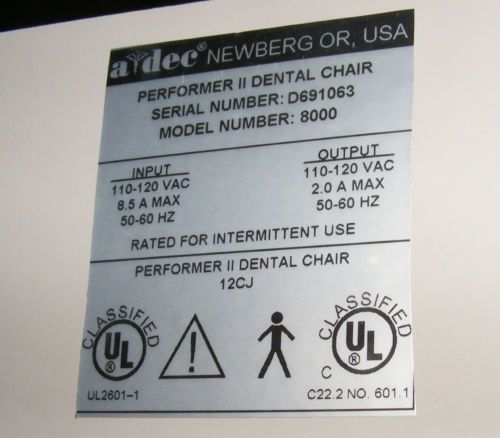 a-dec® NEWBERG OR, USA
PERFORMER II DENTAL CHAIR
SERIAL NUMBER: D691063
MODEL NUMBER: 8000
INPUT
110-120 VAC
8.5 A MAX
50-60 HZ
OUTPUT
110-120 VAC
2.0 A MAX
50-60 HZ
RATED FOR INTERMITTENT USE
PERFORMER II DENTAL CHAIR
12CJ
CLASSIFIED
UL®
UL2601-1
!
CLASSIFIED
C UL®
C22.2 NO. 601.1